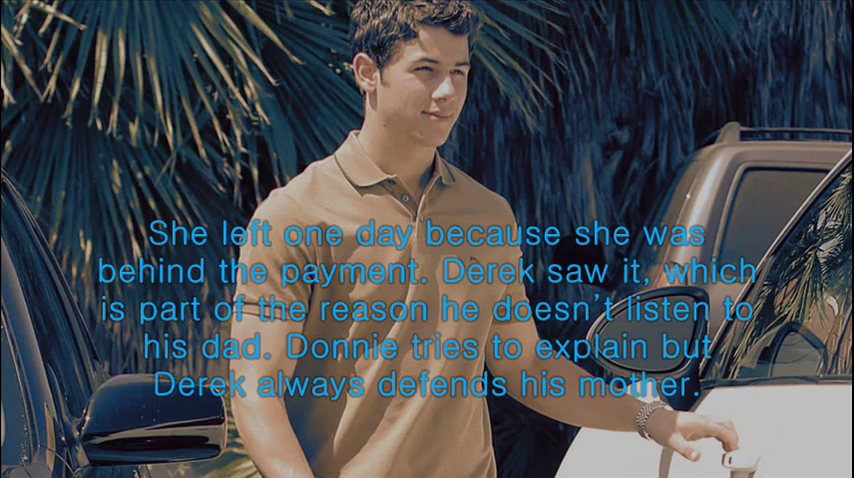 She left one day because she was
behind the payment. Derek saw it, which
is part of the reason he doesn't listen to
his dad. Donnie tries to explain but
Derek always defends his mother.